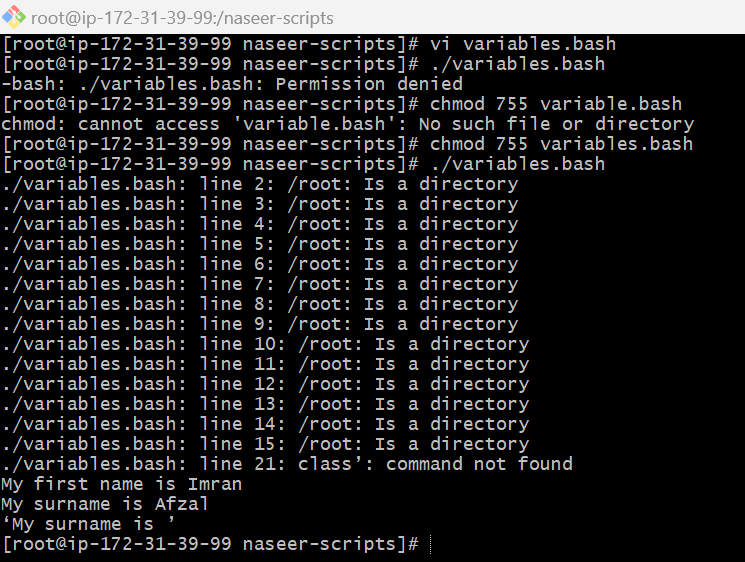 root@ip-172-31-39-99:/naseer-scripts
[root@ip-172-31-39-99 naseer-scripts]# vi variables.bash
[root@ip-172-31-39-99 naseer-scripts]# ./variables.bash
-bash: ./variables.bash: Permission denied
[root@ip-172-31-39-99 naseer-scripts]# chmod 755 variable.bash
chmod: cannot access 'variable.bash': No such file or directory
[root@ip-172-31-39-99 naseer-scripts]# chmod 755 variables.bash
[root@ip-172-31-39-99 naseer-scripts]# ./variables.bash
./variables.bash: line 2: /root: Is a directory
./variables.bash: line 3: /root: Is a directory
./variables.bash: line 4: /root: Is a directory
./variables.bash: line 5: /root: Is a directory
./variables.bash: line 6: /root: Is a directory
./variables.bash: line 7: /root: Is a directory
./variables.bash: line 8: /root: Is a directory
./variables.bash: line 9: /root: Is a directory
./variables.bash: line 10: /root: Is a directory
./variables.bash: line 11: /root: Is a directory
./variables.bash: line 12: /root: Is a directory
./variables.bash: line 13: /root: Is a directory
./variables.bash: line 14: /root: Is a directory
./variables.bash: line 15: /root: Is a directory
./variables.bash: line 21: class’: command not found
My first name is Imran
My surname is Afzal
‘My surname is ’
[root@ip-172-31-39-99 naseer-scripts]#